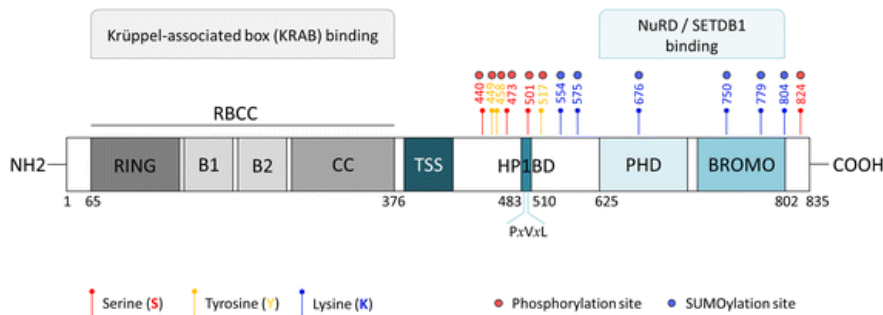 Krüppel-associated box (KRAB) binding
NuRD / SETDB1
binding
440 449 458 473 501 517 554 575 676 750 779 804 824
RBCC
NH2 RING B1 B2 CC TSS HP1BD PHD BROMO COOH
1 65 376 483 510 625 802 835
PxVxL
Serine (S) Tyrosine (Y) Lysine (K) Phosphorylation site SUMOylation site